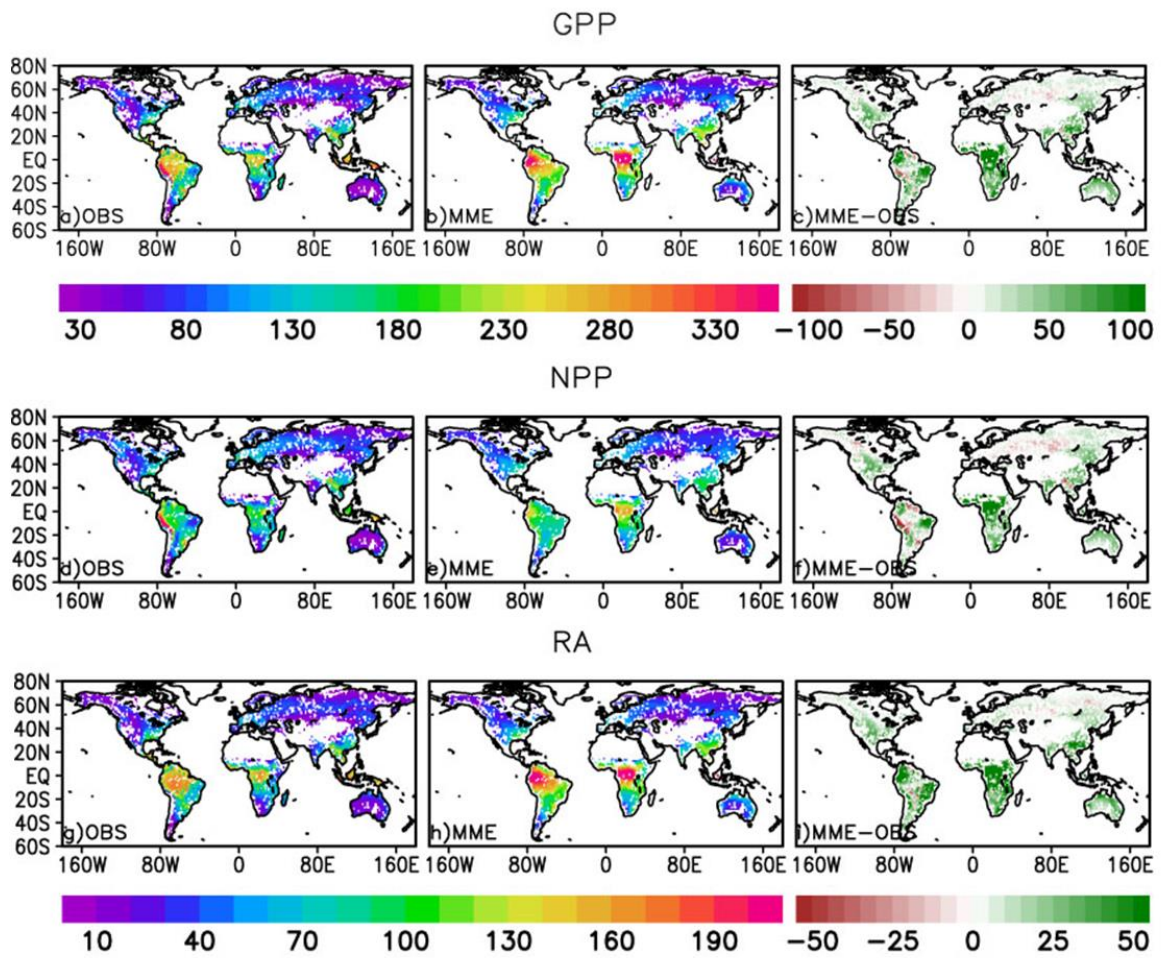 GPP
80N
60N
40N
20N
EQ
20S
40S
60S
a)OBS
b)MME
c)MME-OBS
160W 80W 0 80E 160E 160W 80W 0 80E 160E 160W 80W 0 80E 160E
30 80 130 180 230 280 330 -100 -50 0 50 100
NPP
80N
60N
40N
20N
EQ
20S
40S
60S
d)OBS
e)MME
f)MME-OBS
160W 80W 0 80E 160E 160W 80W 0 80E 160E 160W 80W 0 80E 160E
RA
80N
60N
40N
20N
EQ
20S
40S
60S
g)OBS
h)MME
i)MME-OBS
160W 80W 0 80E 160E 160W 80W 0 80E 160E 160W 80W 0 80E 160E
10 40 70 100 130 160 190 -50 -25 0 25 50